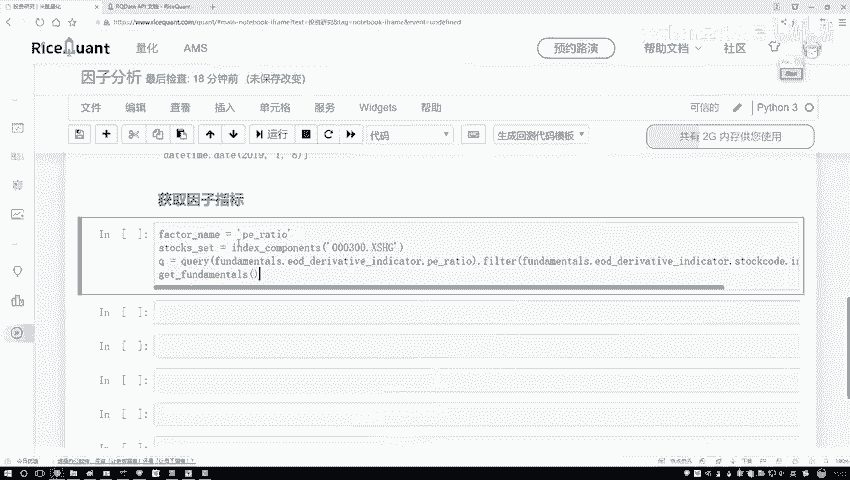 投资研究|米筐量化
RQData API 文档 - RiceQuant
https://www.ricequant.com/quant/#main-notebook-iframe?text=投资研究&key=notebook-iframe&event=undefined
RiceQuant 量化 AMS 预约路演 帮助文档 社区
因子分析 最后检查: 18 分钟前 (未保存改变)
文件 编辑 查看 插入 单元格 服务 Widgets 帮助 可信的 Python 3
运行 代码 生成回测代码模板 共有 2G 内存供您使用
datetime.date(2019, 1, 8)]
获取因子指标
In [ ]: factor_name = 'pe_ratio'
stocks_set = index_components('000300.XSHG')
q = query(fundamentals.eod_derivative_indicator.pe_ratio).filter(fundamentals.eod_derivative_indicator.stockcode.in
get_fundamentals()
In [ ]:
In [ ]:
In [ ]:
In [ ]: